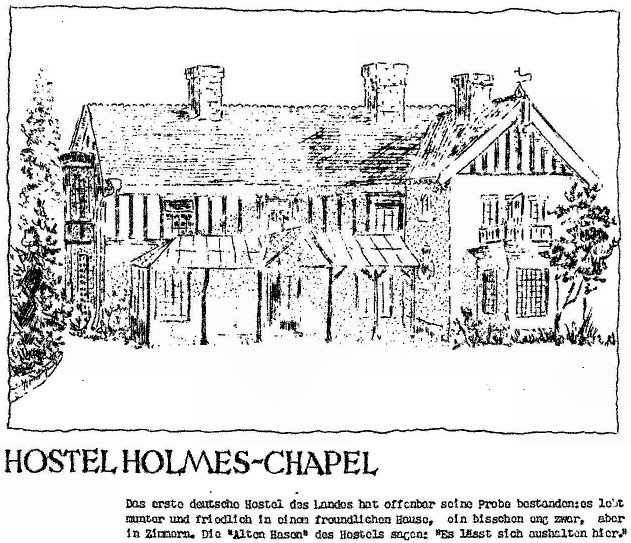 HOSTEL HOLMES-CHAPEL
Das erste deutsche Hostel des Landes hat offenbar seine Probe bestanden: es lebt
munter und friedlich in einem freundlichen Hause, ein bisschen eng zwar, aber
in Zimmern. Die "Alten Hasen" des Hostels sagen: "Es lässt sich aushalten hier."